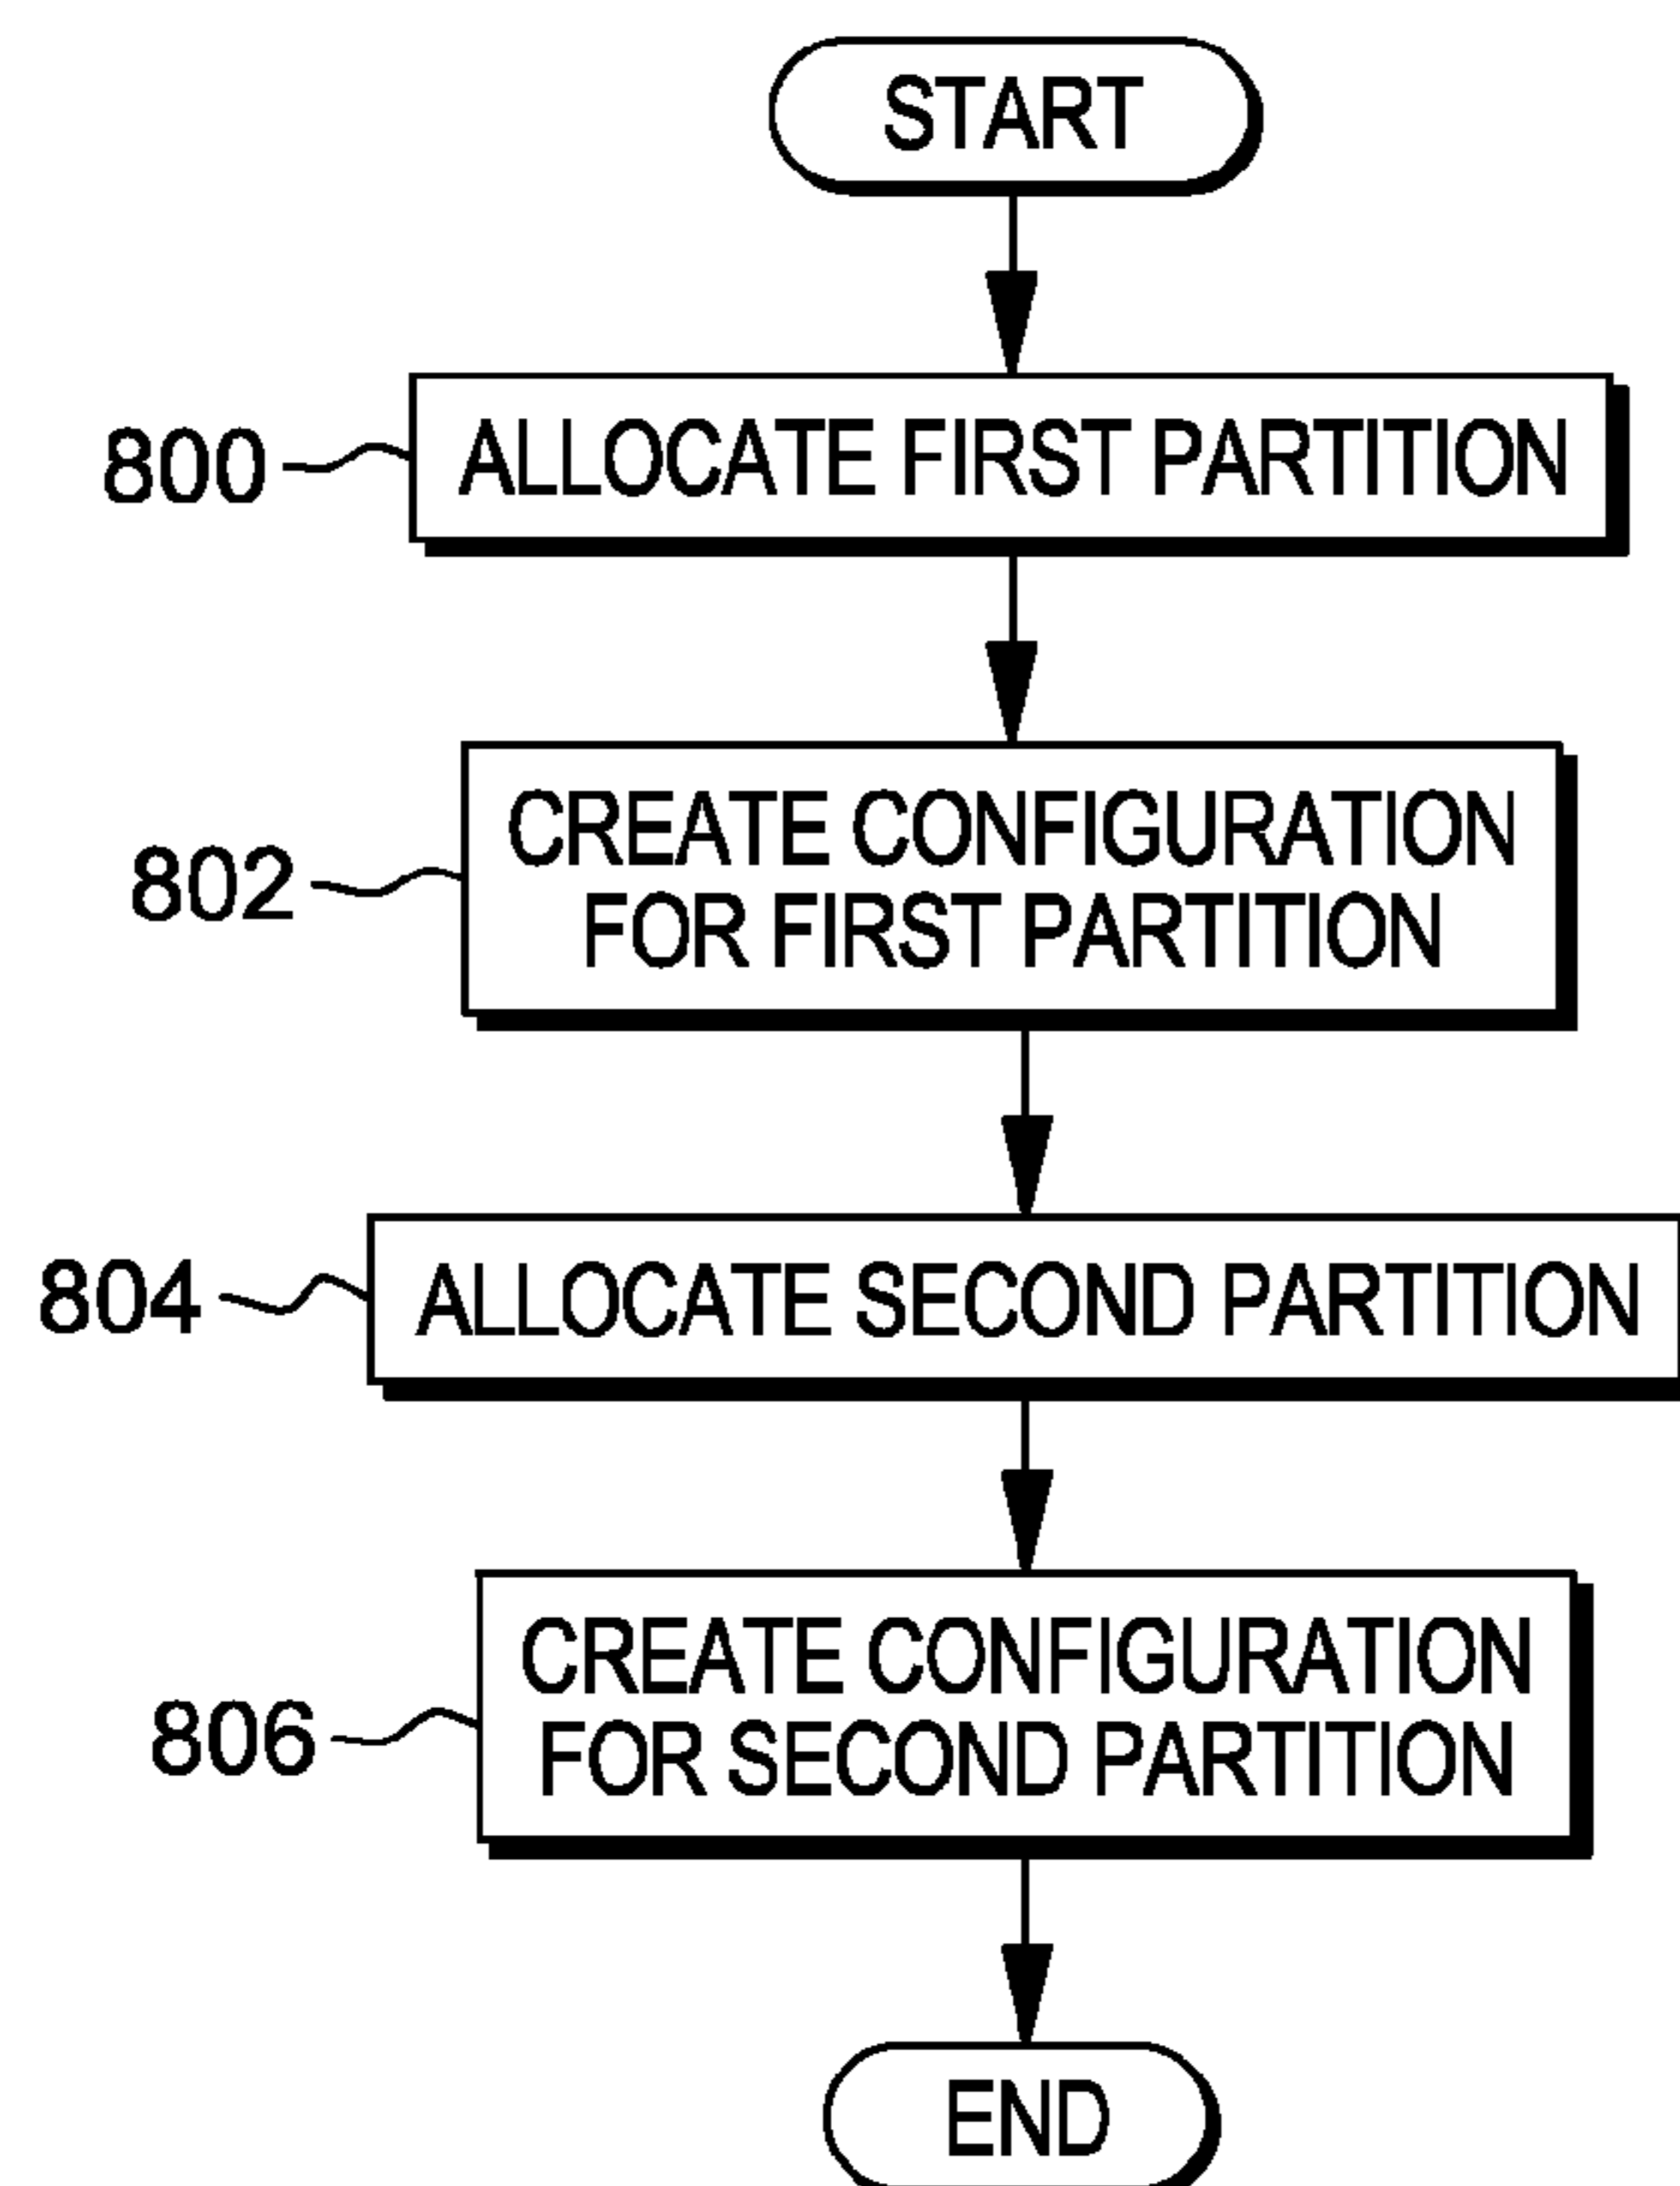 START
800
ALLOCATE FIRST PARTITION
802
CREATE CONFIGURATION
FOR FIRST PARTITION
804
ALLOCATE SECOND PARTITION
806
CREATE CONFIGURATION
FOR SECOND PARTITION
END